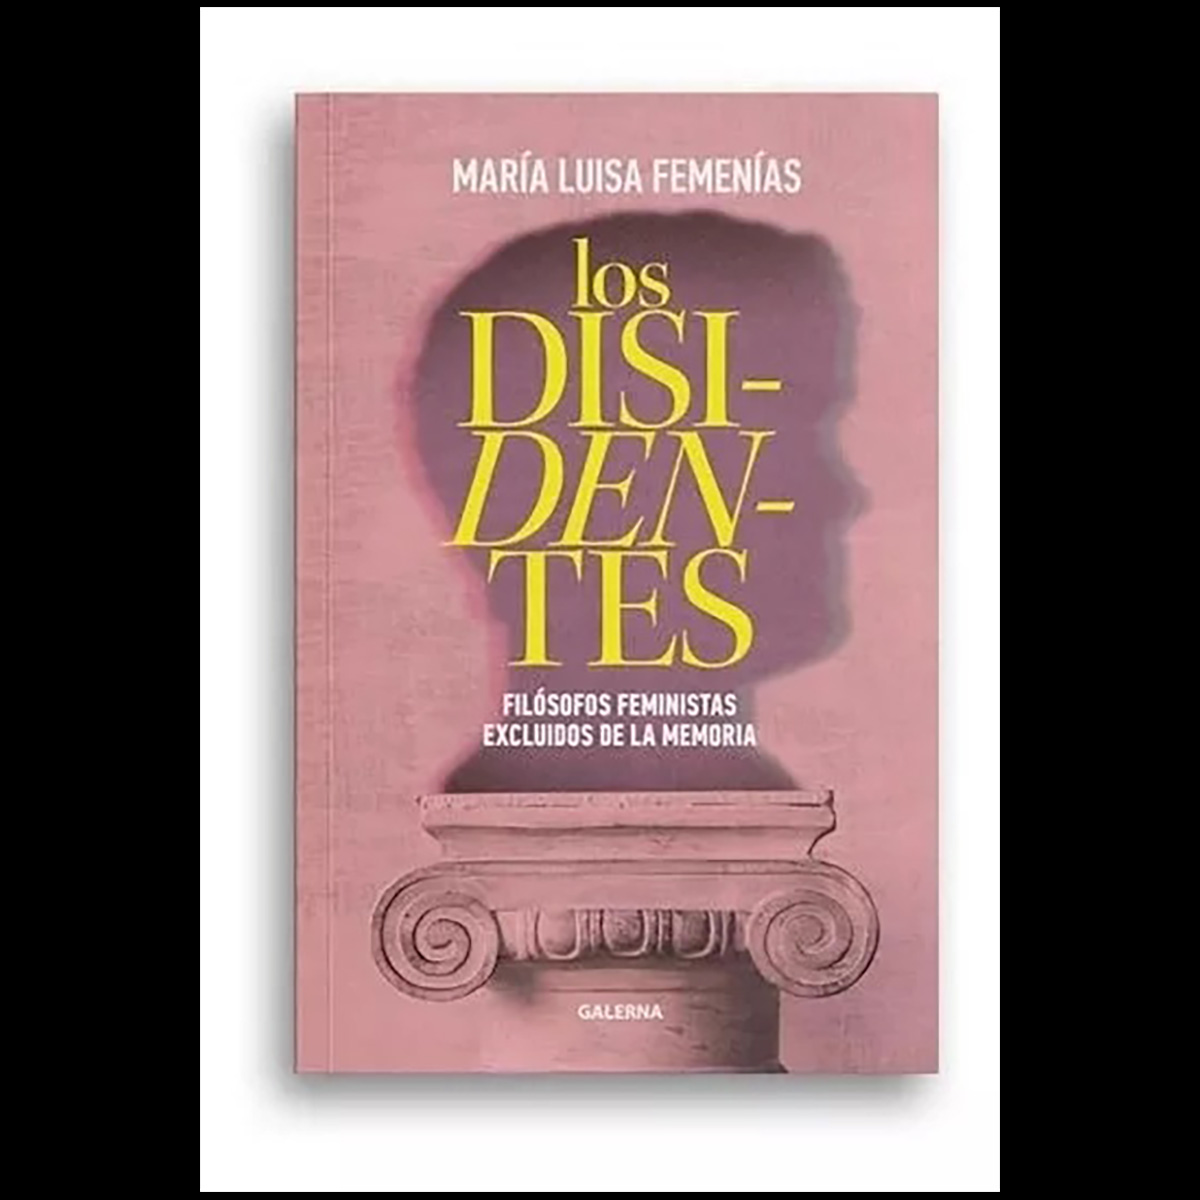 MARÍA LUISA FEMENÍAS
los
DISI-
DEN-
TES
FILÓSOFOS FEMINISTAS
EXCLUIDOS DE LA MEMORIA
GALERNA